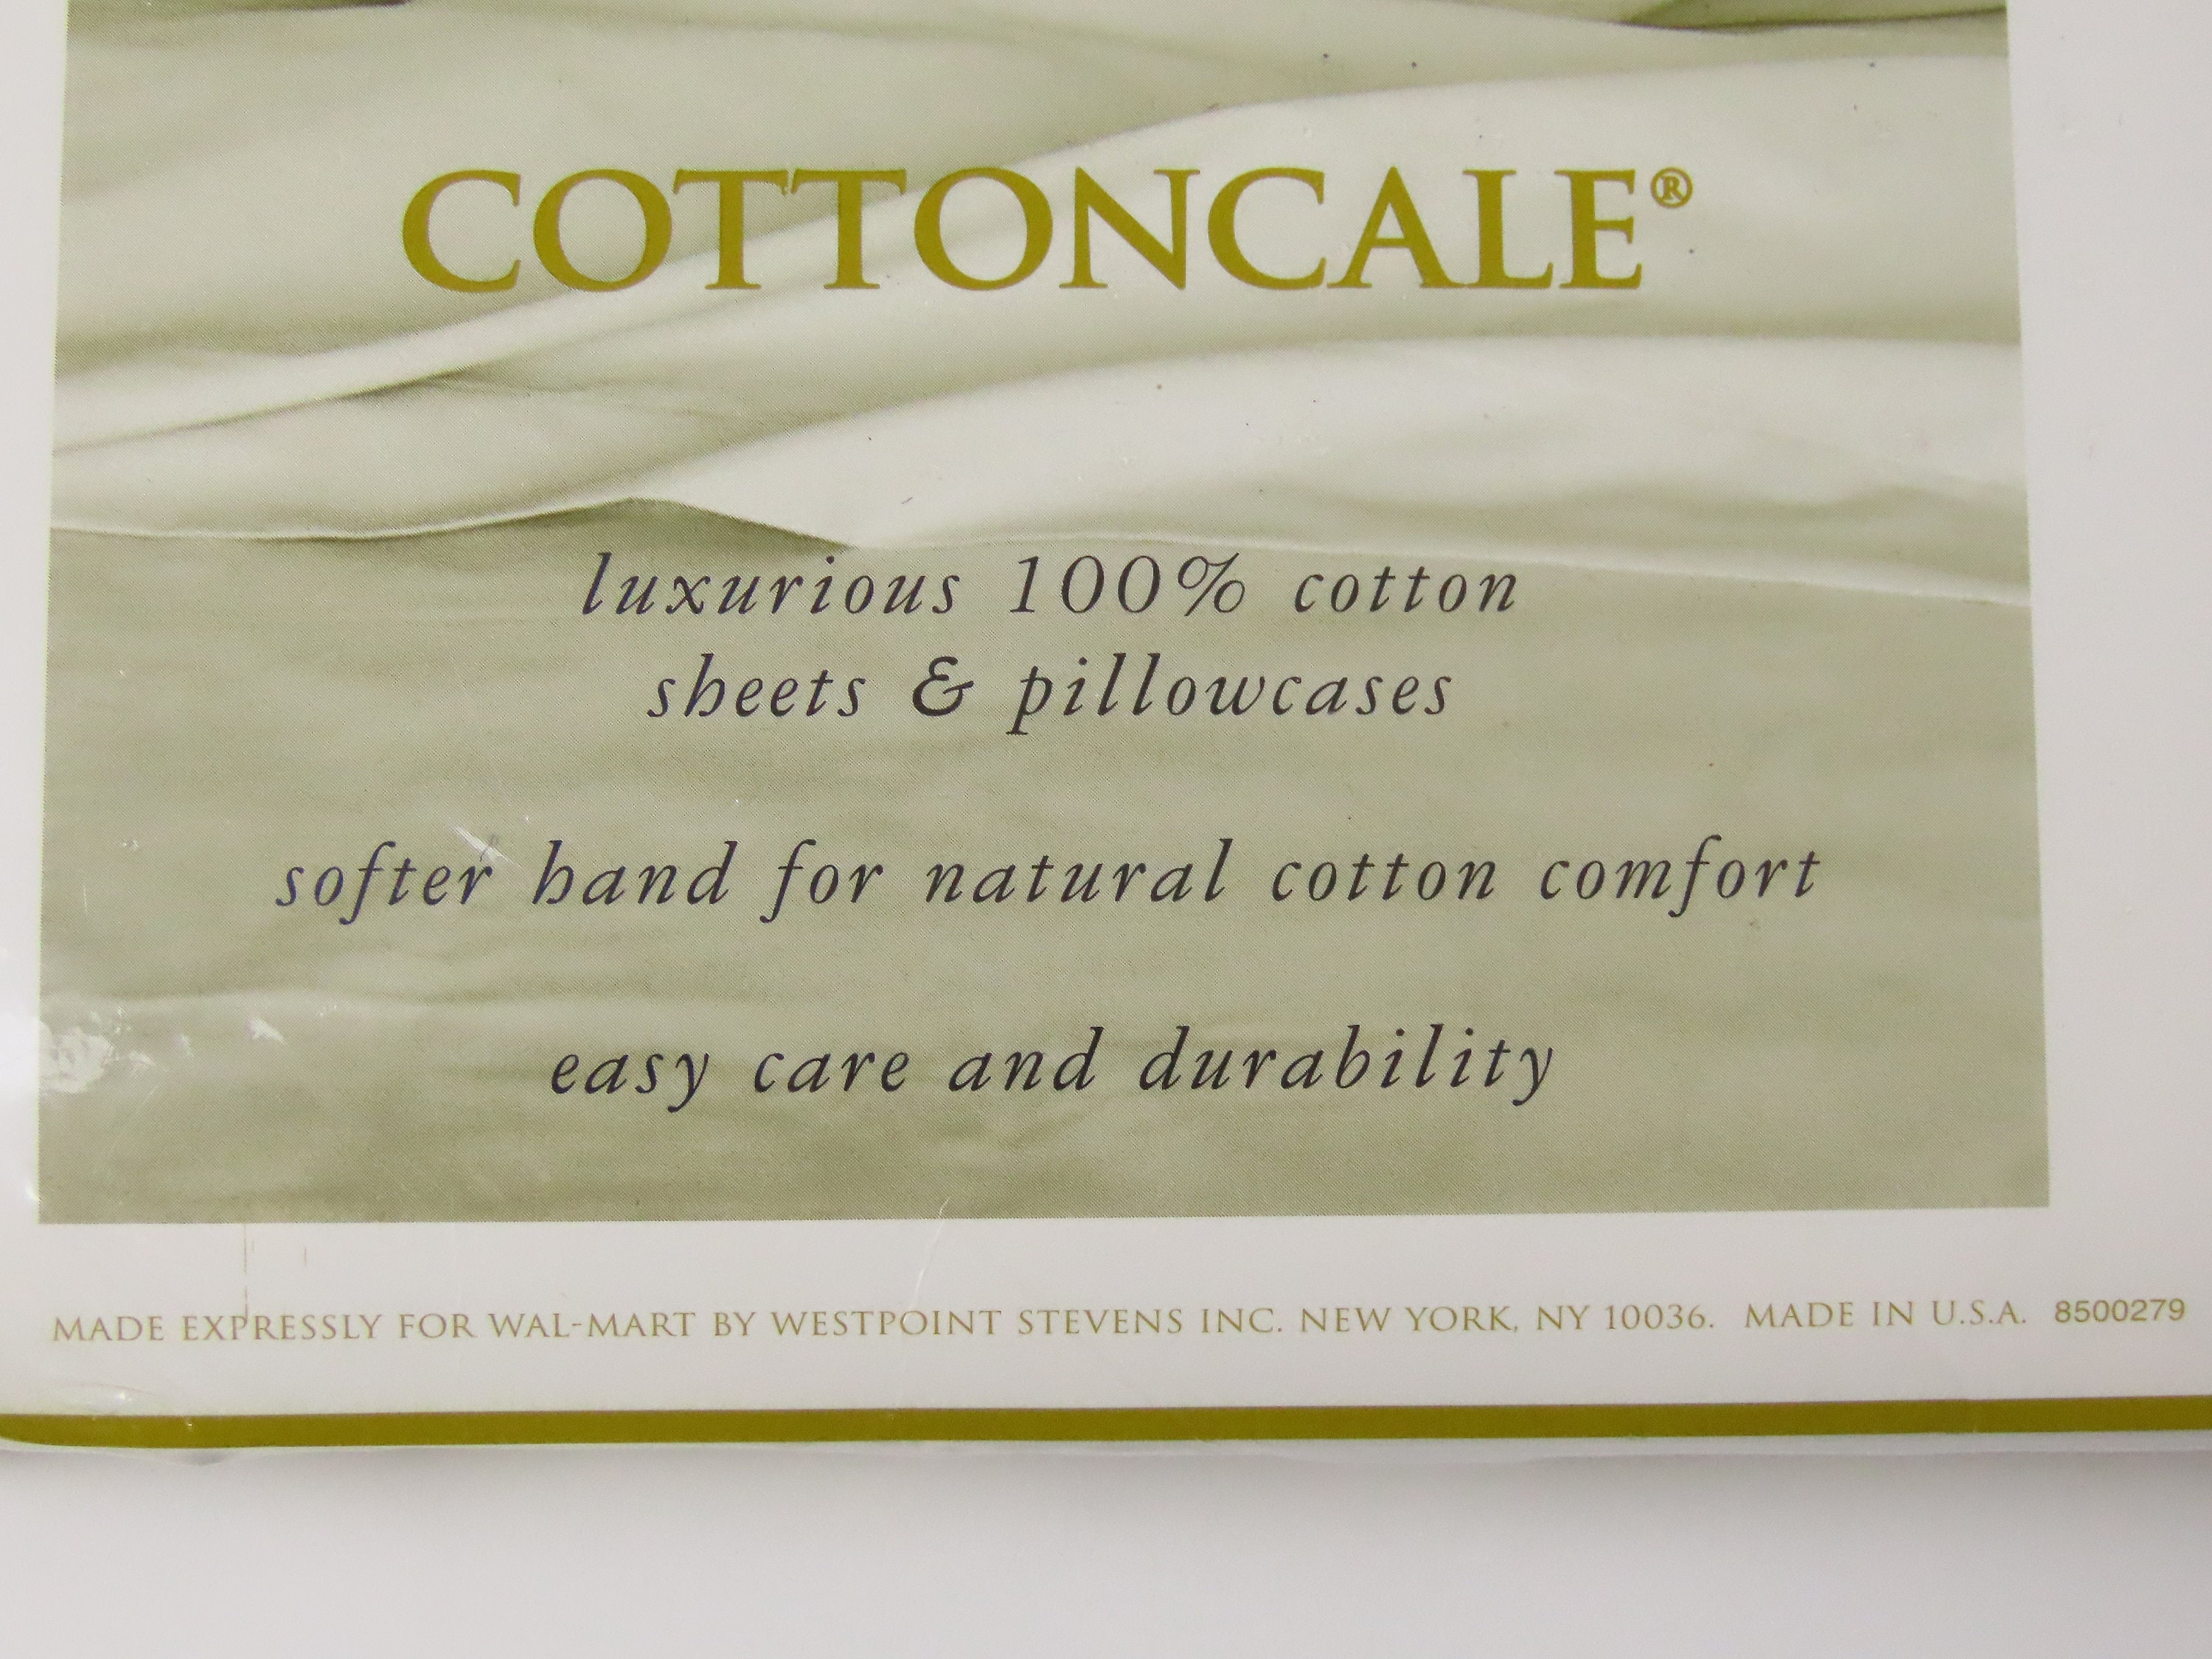 COTTONCALE®
luxurious 100% cotton
sheets & pillowcases
softer hand for natural cotton comfort
easy care and durability
MADE EXPRESSLY FOR WAL-MART BY WESTPOINT STEVENS INC. NEW YORK, NY 10036. MADE IN U.S.A. 8500279